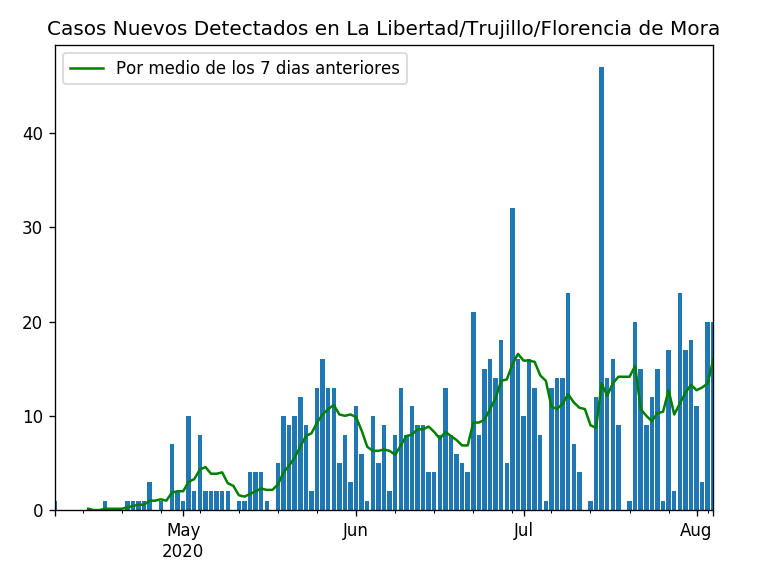 Casos Nuevos Detectados en La Libertad/Trujillo/Florencia de Mora
Por medio de los 7 dias anteriores
40
30
20
10
0
May
2020
Jun
Jul
Aug